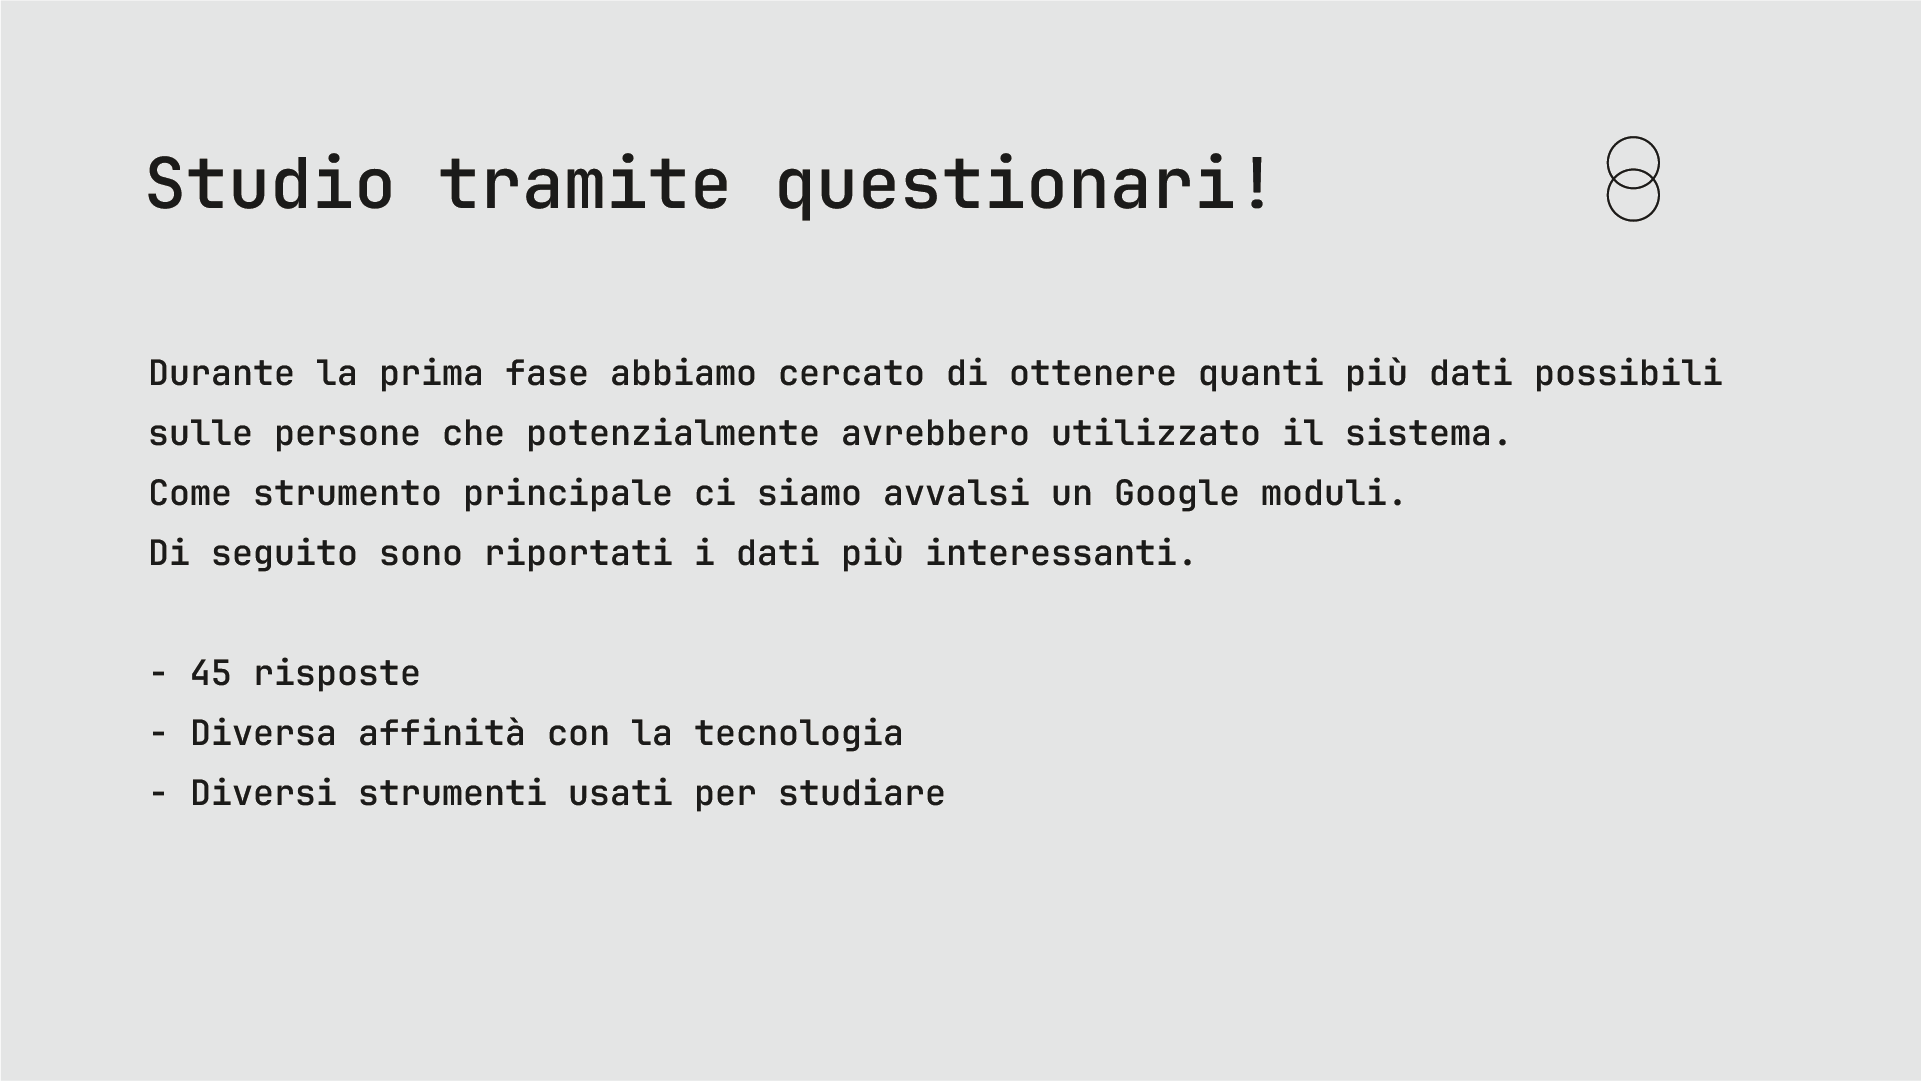 Studio tramite questionari!
Durante la prima fase abbiamo cercato di ottenere quanti più dati possibili
sulle persone che potenzialmente avrebbero utilizzato il sistema.
Come strumento principale ci siamo avvalsi un Google moduli.
Di seguito sono riportati i dati più interessanti.
- 45 risposte
- Diversa affinità con la tecnologia
- Diversi strumenti usati per studiare